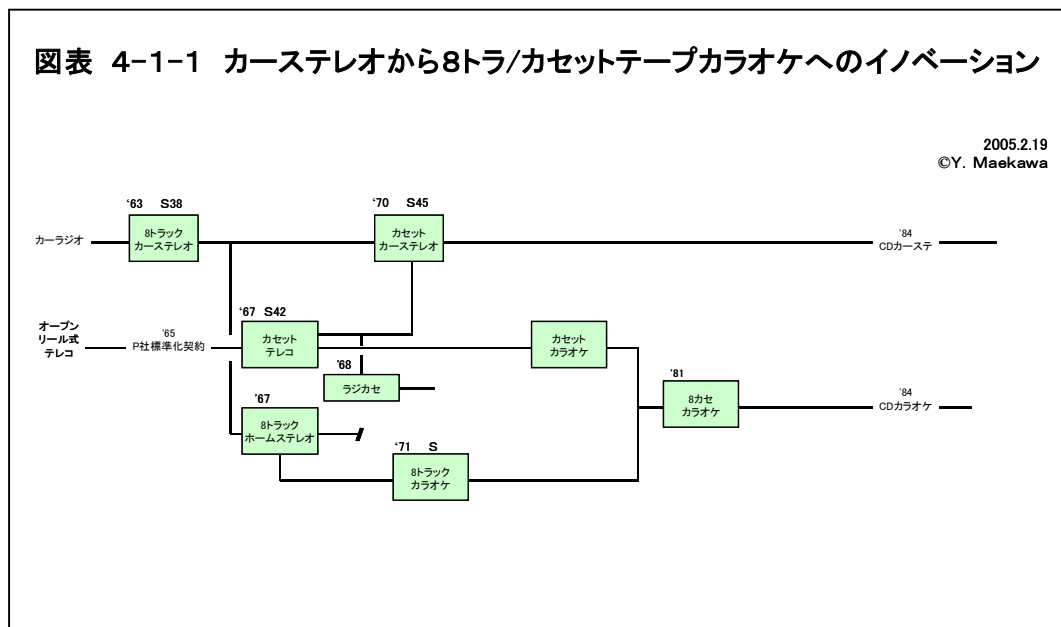 図表 4-1-1 カーステレオから8トラ/カセットテープカラオケへのイノベーション
2005.2.19
©Y. Maekawa
‘63 S38
‘70 S45
カーラジオ
8トラック
カーステレオ
カセット
カーステレオ
'84
CDカーステ
‘67 S42
オープン
リール式
テレコ
'65
P社標準化契約
カセット
テレコ
カセット
カラオケ
'68
ラジカセ
'81
8カセ
カラオケ
'84
CDカラオケ
'67
8トラック
ホームステレオ
‘71 S
8トラック
カラオケ